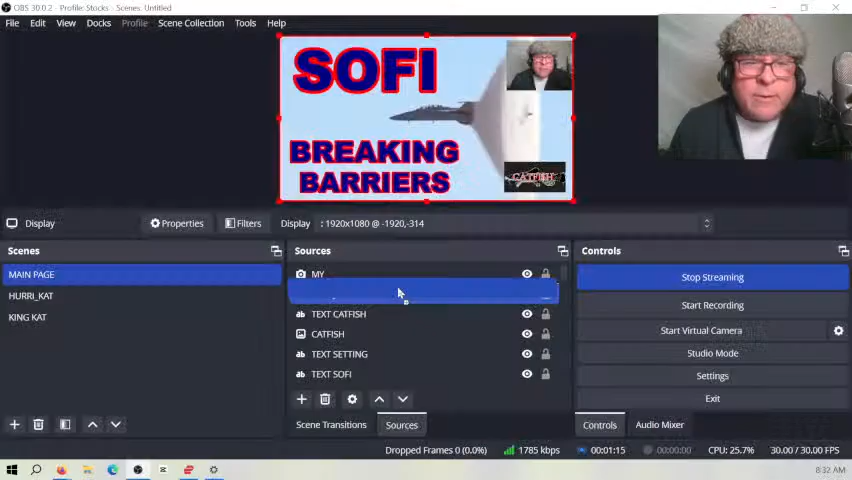 OBS 30.0.2 - Profile: Stocks - Scenes: Untitled
File Edit View Docks Profile Scene Collection Tools Help
SOFI
BREAKING
BARRIERS
CATFISH
Display Properties Filters Display : 1920x1080 @ -1920,-314
Scenes
MAIN PAGE
HURRI_KAT
KING KAT
Sources
MY
TEXT CATFISH
CATFISH
TEXT SETTING
TEXT SOFI
Scene Transitions Sources
Controls
Stop Streaming
Start Recording
Start Virtual Camera
Studio Mode
Settings
Exit
Controls Audio Mixer
Dropped Frames 0 (0.0%) 1785 kbps 00:01:15 00:00:00 CPU: 25.7% 30.00 / 30.00 FPS
8:32 AM